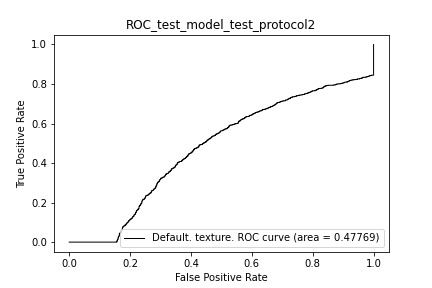 ROC_test_model_test_protocol2
True Positive Rate
1.0
0.8
0.6
0.4
0.2
0.0
Default. texture. ROC curve (area = 0.47769)
0.0 0.2 0.4 0.6 0.8 1.0
False Positive Rate